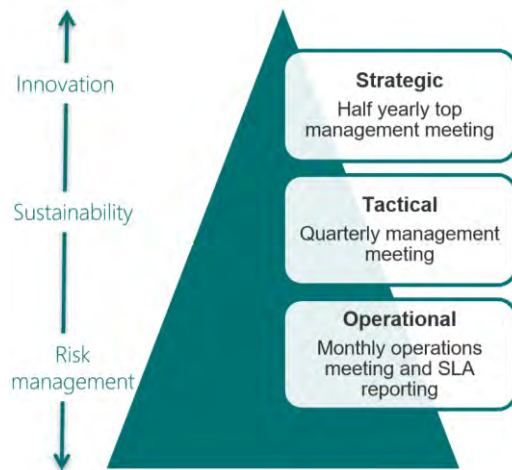 Innovation
Sustainability
Risk
management
Strategic
Half yearly top
management meeting
Tactical
Quarterly management
meeting
Operational
Monthly operations
meeting and SLA
reporting